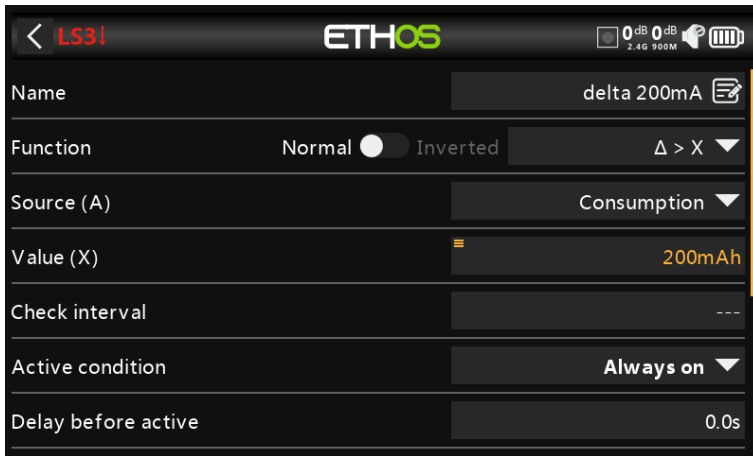 LS3↓ ETHOS 0dB 0dB
2.4G 900M
Name delta 200mA
Function Normal Inverted Δ > X
Source (A) Consumption
Value (X) 200mAh
Check interval ---
Active condition Always on
Delay before active 0.0s